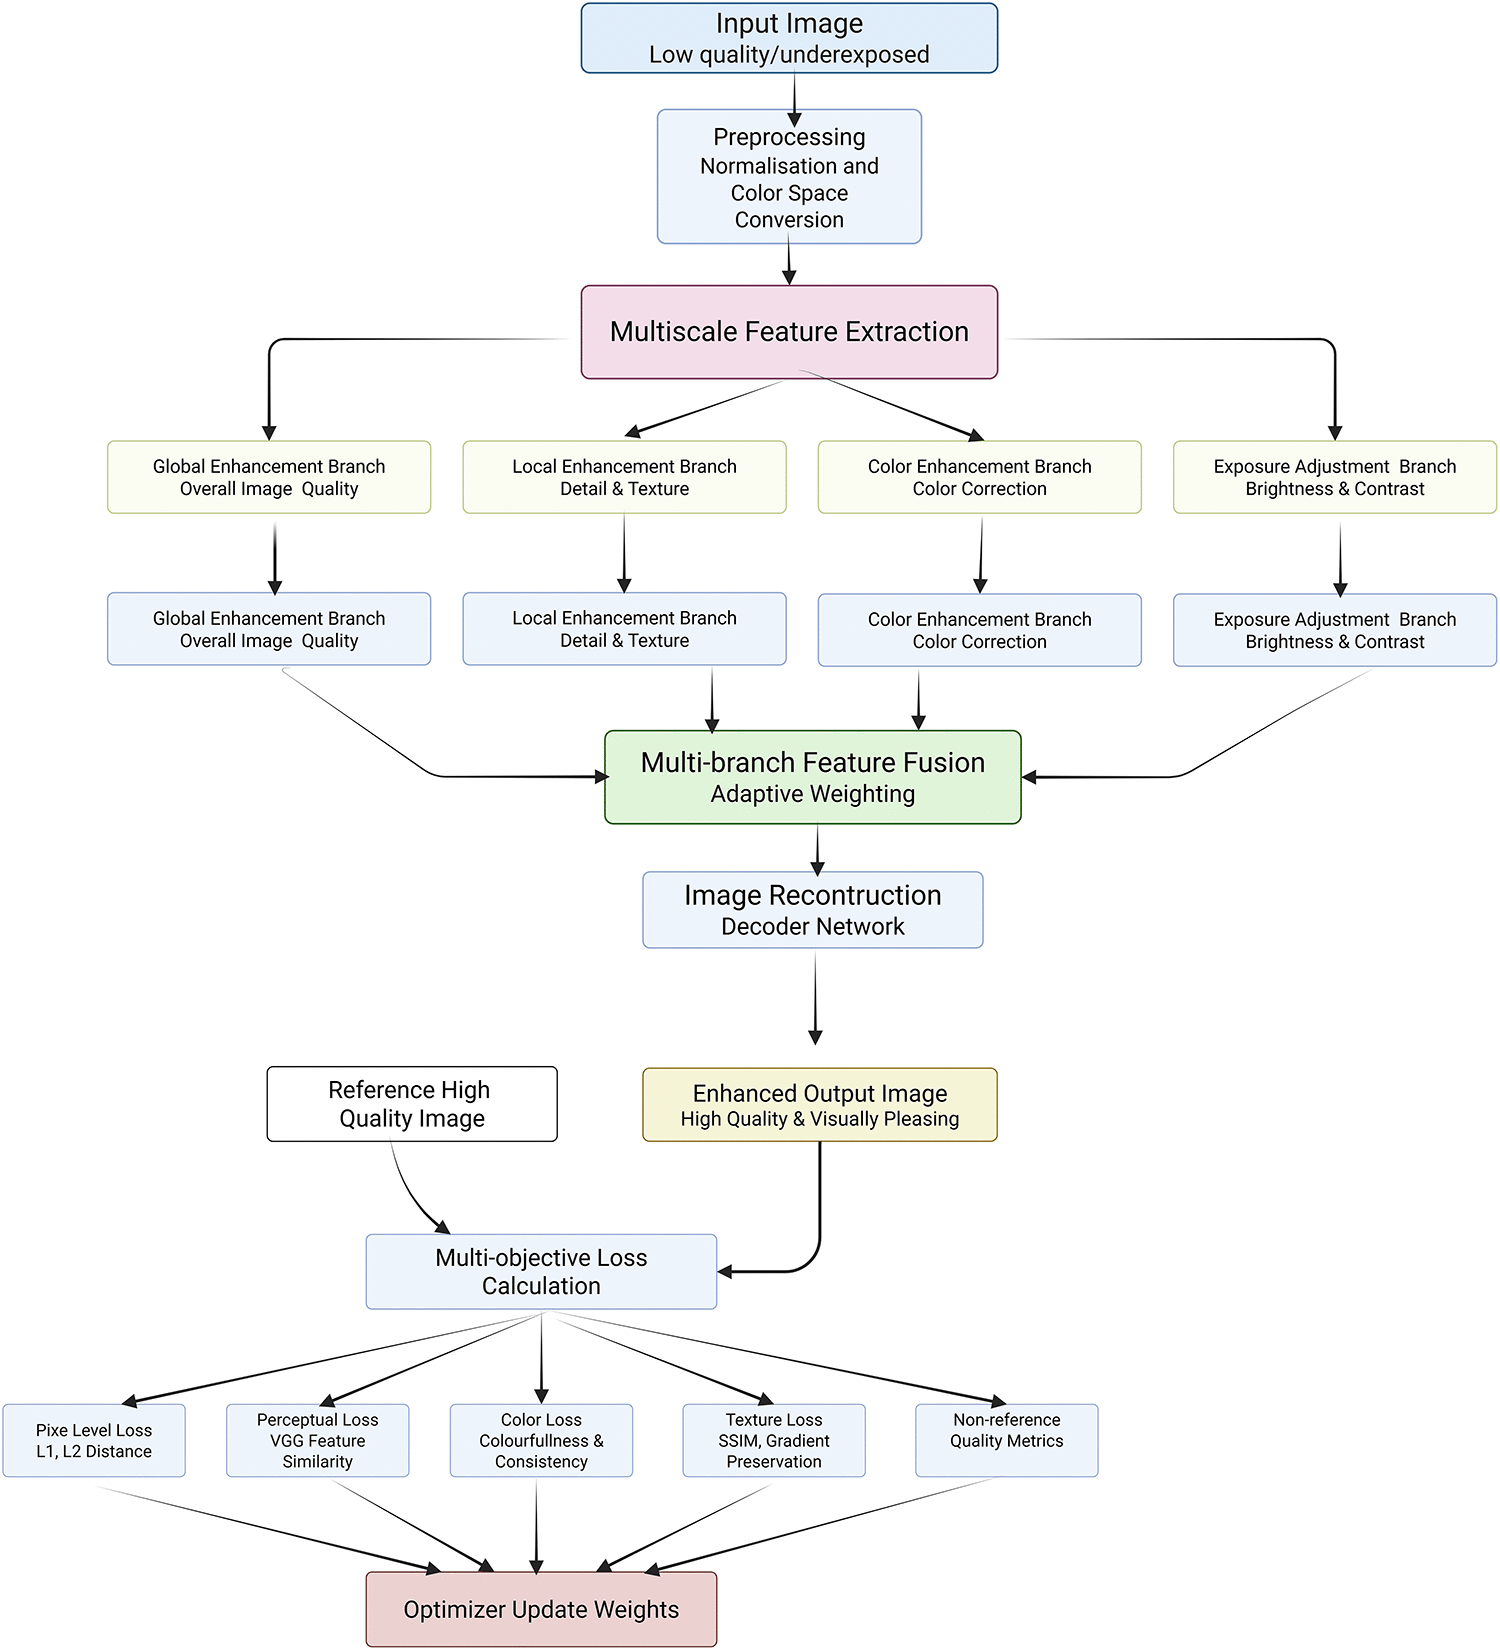 Input Image
Low quality/underexposed
Preprocessing
Normalisation and
Color Space
Conversion
Multiscale Feature Extraction
Global Enhancement Branch
Overall Image Quality
Local Enhancement Branch
Detail & Texture
Color Enhancement Branch
Color Correction
Exposure Adjustment Branch
Brightness & Contrast
Global Enhancement Branch
Overall Image Quality
Local Enhancement Branch
Detail & Texture
Color Enhancement Branch
Color Correction
Exposure Adjustment Branch
Brightness & Contrast
Multi-branch Feature Fusion
Adaptive Weighting
Image Recontruction
Decoder Network
Reference High
Quality Image
Enhanced Output Image
High Quality & Visually Pleasing
Multi-objective Loss
Calculation
Pixe Level Loss
L1, L2 Distance
Perceptual Loss
VGG Feature
Similarity
Color Loss
Colourfullness &
Consistency
Texture Loss
SSIM, Gradient
Preservation
Non-reference
Quality Metrics
Optimizer Update Weights